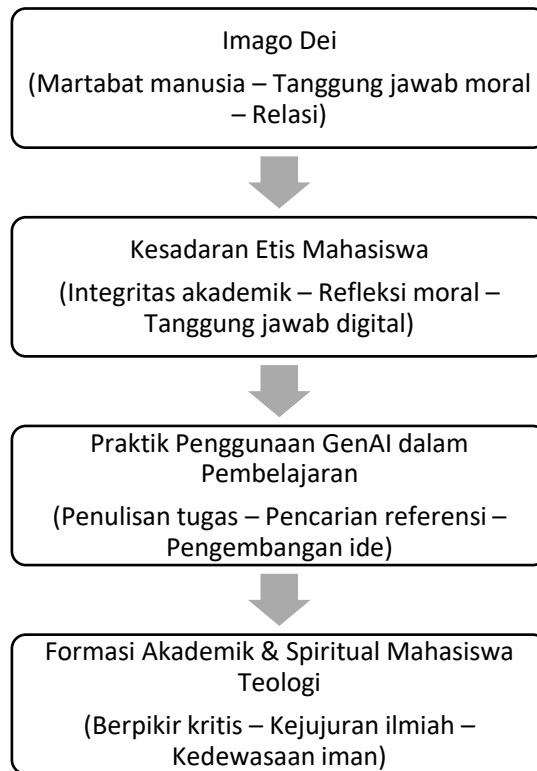 Imago Dei
(Martabat manusia – Tanggung jawab moral
– Relasi)
Kesadaran Etis Mahasiswa
(Integritas akademik – Refleksi moral –
Tanggung jawab digital)
Praktik Penggunaan GenAI dalam
Pembelajaran
(Penulisan tugas – Pencarian referensi –
Pengembangan ide)
Formasi Akademik & Spiritual Mahasiswa
Teologi
(Berpikir kritis – Kejujuran ilmiah –
Kedewasaan iman)